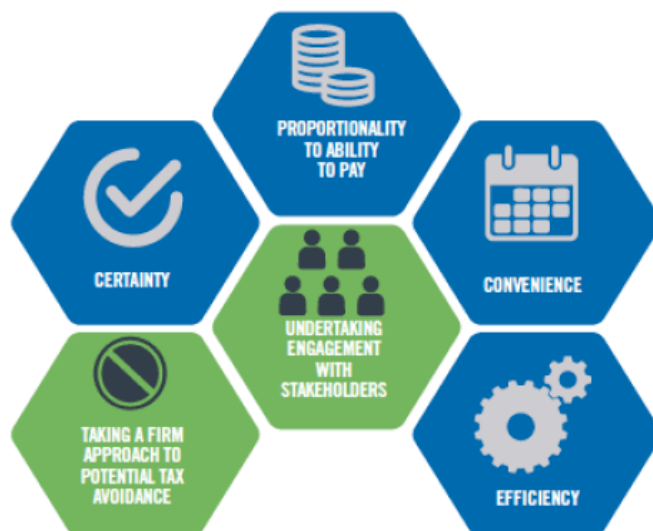 PROPORTIONALITY
TO ABILITY
TO PAY
CERTAINTY
CONVENIENCE
UNDERTAKING
ENGAGEMENT
WITH
STAKEHOLDERS
TAKING A FIRM
APPROACH TO
POTENTIAL TAX
AVOIDANCE
EFFICIENCY